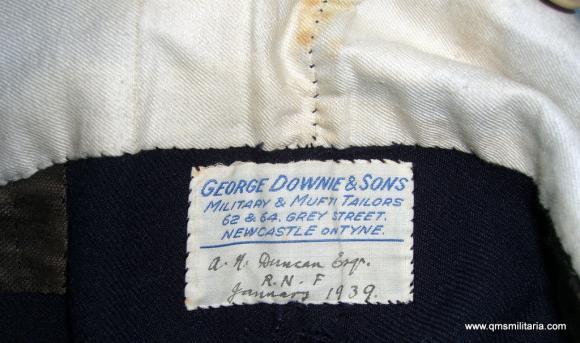 GEORGE DOWNIE & SONS
MILITARY & MUFTI TAILORS
62 & 64. GREY STREET.
NEWCASTLE ON TYNE.
A. N. Duncan Esqr.
R. N. F
January 1939.
www.qmsmilitaria.com